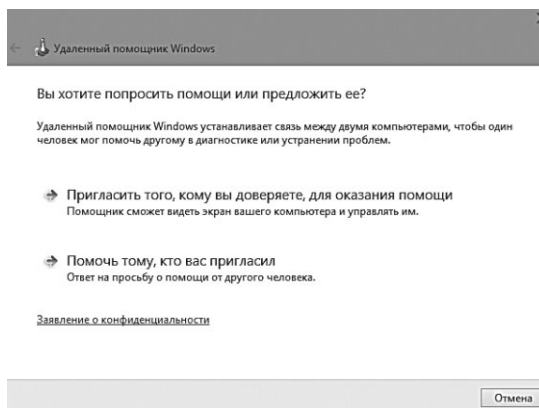 Удаленный помощник Windows
Вы хотите попросить помощи или предложить ее?
Удаленный помощник Windows устанавливает связь между двумя компьютерами, чтобы один
человек мог помочь другому в диагностике или устранении проблем.
Пригласить того, кому вы доверяете, для оказания помощи
Помощник сможет видеть экран вашего компьютера и управлять им.
Помочь тому, кто вас пригласил
Ответ на просьбу о помощи от другого человека.
Заявление о конфиденциальности
Отмена